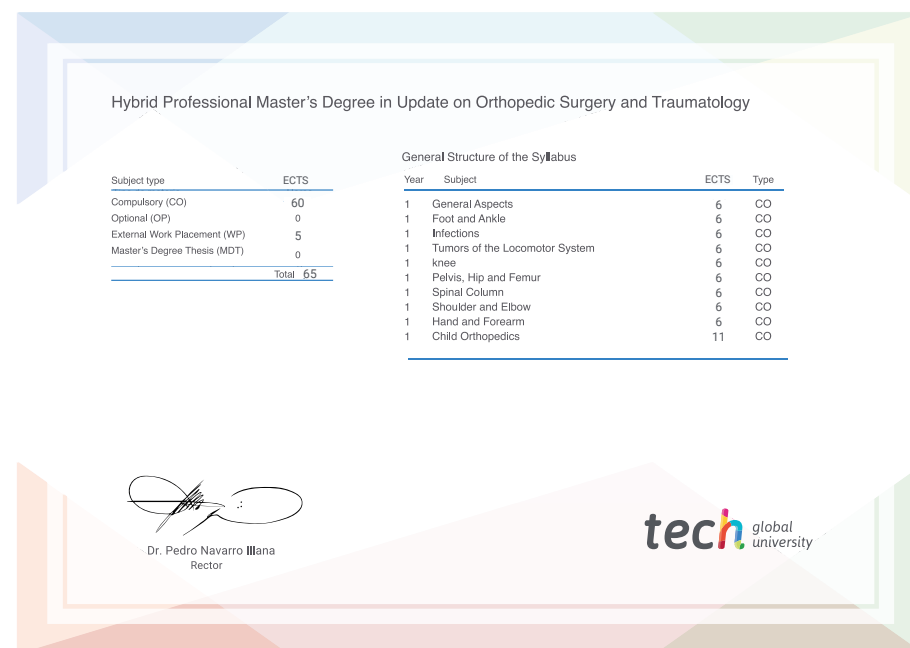 Hybrid Professional Master's Degree in Update on Orthopedic Surgery and Traumatology
Subject type ECTS
Compulsory (CO) 60
Optional (OP) 0
External Work Placement (WP) 5
Master's Degree Thesis (MDT) 0
Total 65
General Structure of the Syllabus
Year Subject ECTS Type
1 General Aspects 6 CO
1 Foot and Ankle 6 CO
1 Infections 6 CO
1 Tumors of the Locomotor System 6 CO
1 knee 6 CO
1 Pelvis, Hip and Femur 6 CO
1 Spinal Column 6 CO
1 Shoulder and Elbow 6 CO
1 Hand and Forearm 6 CO
1 Child Orthopedics 11 CO
Dr. Pedro Navarro Illana
Rector
tech global
university